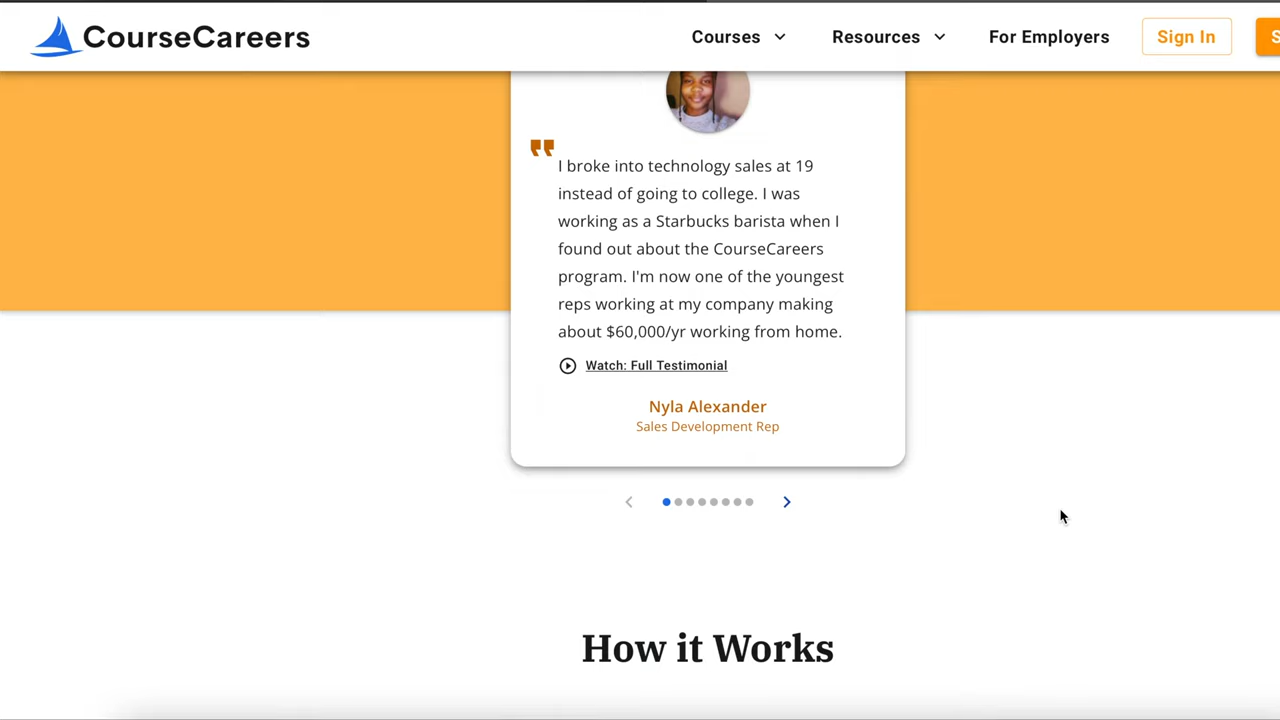 CourseCareers
Courses
Resources
For Employers
Sign In
S
I broke into technology sales at 19
instead of going to college. I was
working as a Starbucks barista when I
found out about the CourseCareers
program. I'm now one of the youngest
reps working at my company making
about $60,000/yr working from home.
Watch: Full Testimonial
Nyla Alexander
Sales Development Rep
How it Works